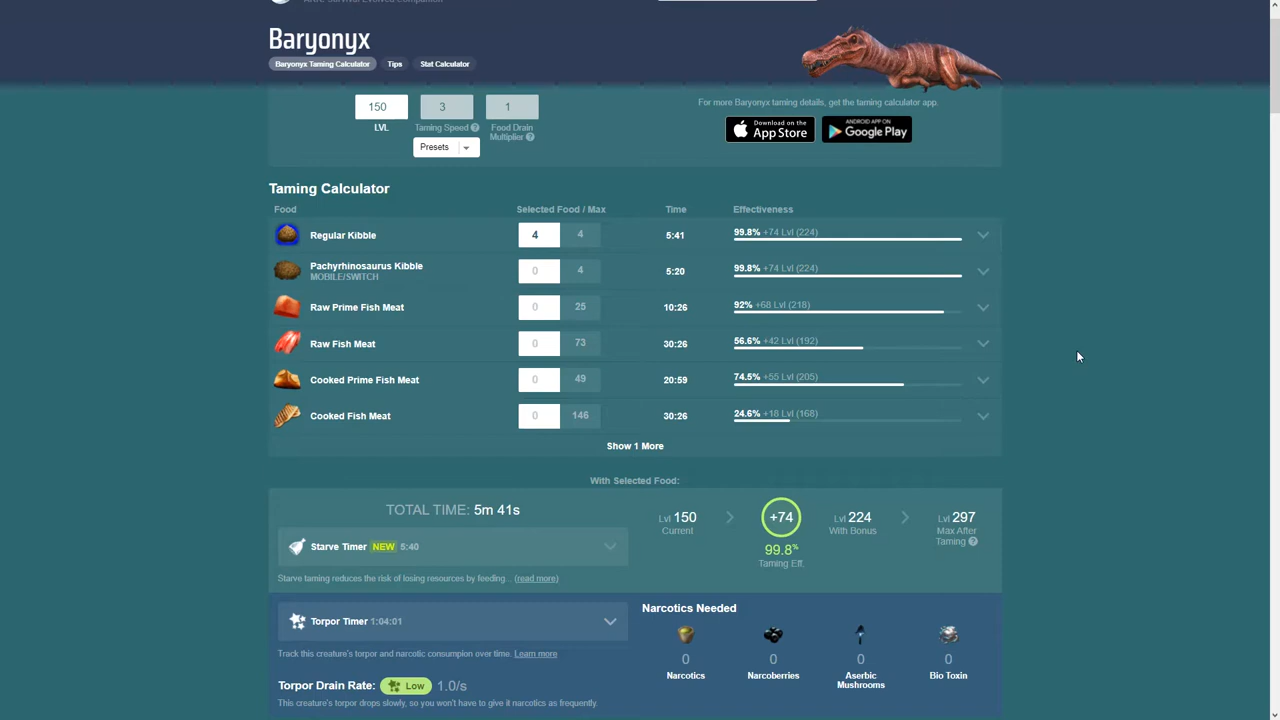 Baryonyx
Baryonyx Taming Calculator Tips Stat Calculator
150 3 1
LVL Taming Speed ? Food Drain Multiplier ?
Presets
For more Baryonyx taming details, get the taming calculator app.
Download on the App Store
ANDROID APP ON Google Play
Taming Calculator
Food Selected Food / Max Time Effectiveness
Regular Kibble 4 4 5:41 99.8% +74 Lvl (224)
Pachyrhinosaurus Kibble 0 4 5:20 99.8% +74 Lvl (224)
MOBILE/SWITCH
Raw Prime Fish Meat 0 25 10:26 92% +68 Lvl (218)
Raw Fish Meat 0 73 30:26 56.6% +42 Lvl (192)
Cooked Prime Fish Meat 0 49 20:59 74.5% +55 Lvl (205)
Cooked Fish Meat 0 146 30:26 24.6% +18 Lvl (168)
Show 1 More
With Selected Food:
TOTAL TIME: 5m 41s
Starve Timer NEW 5:40
Starve taming reduces the risk of losing resources by feeding... (read more)
Lvl 150
Current
+74
99.8%
Taming Eff.
Lvl 224
With Bonus
Lvl 297
Max After
Taming ?
Torpor Timer 1:04:01
Track this creature's torpor and narcotic consumpion over time. Learn more
Torpor Drain Rate: Low 1.0/s
This creature's torpor drops slowly, so you won't have to give it narcotics as frequently.
Narcotics Needed
0 0 0 0
Narcotics Narcoberries Aserbic Mushrooms Bio Toxin